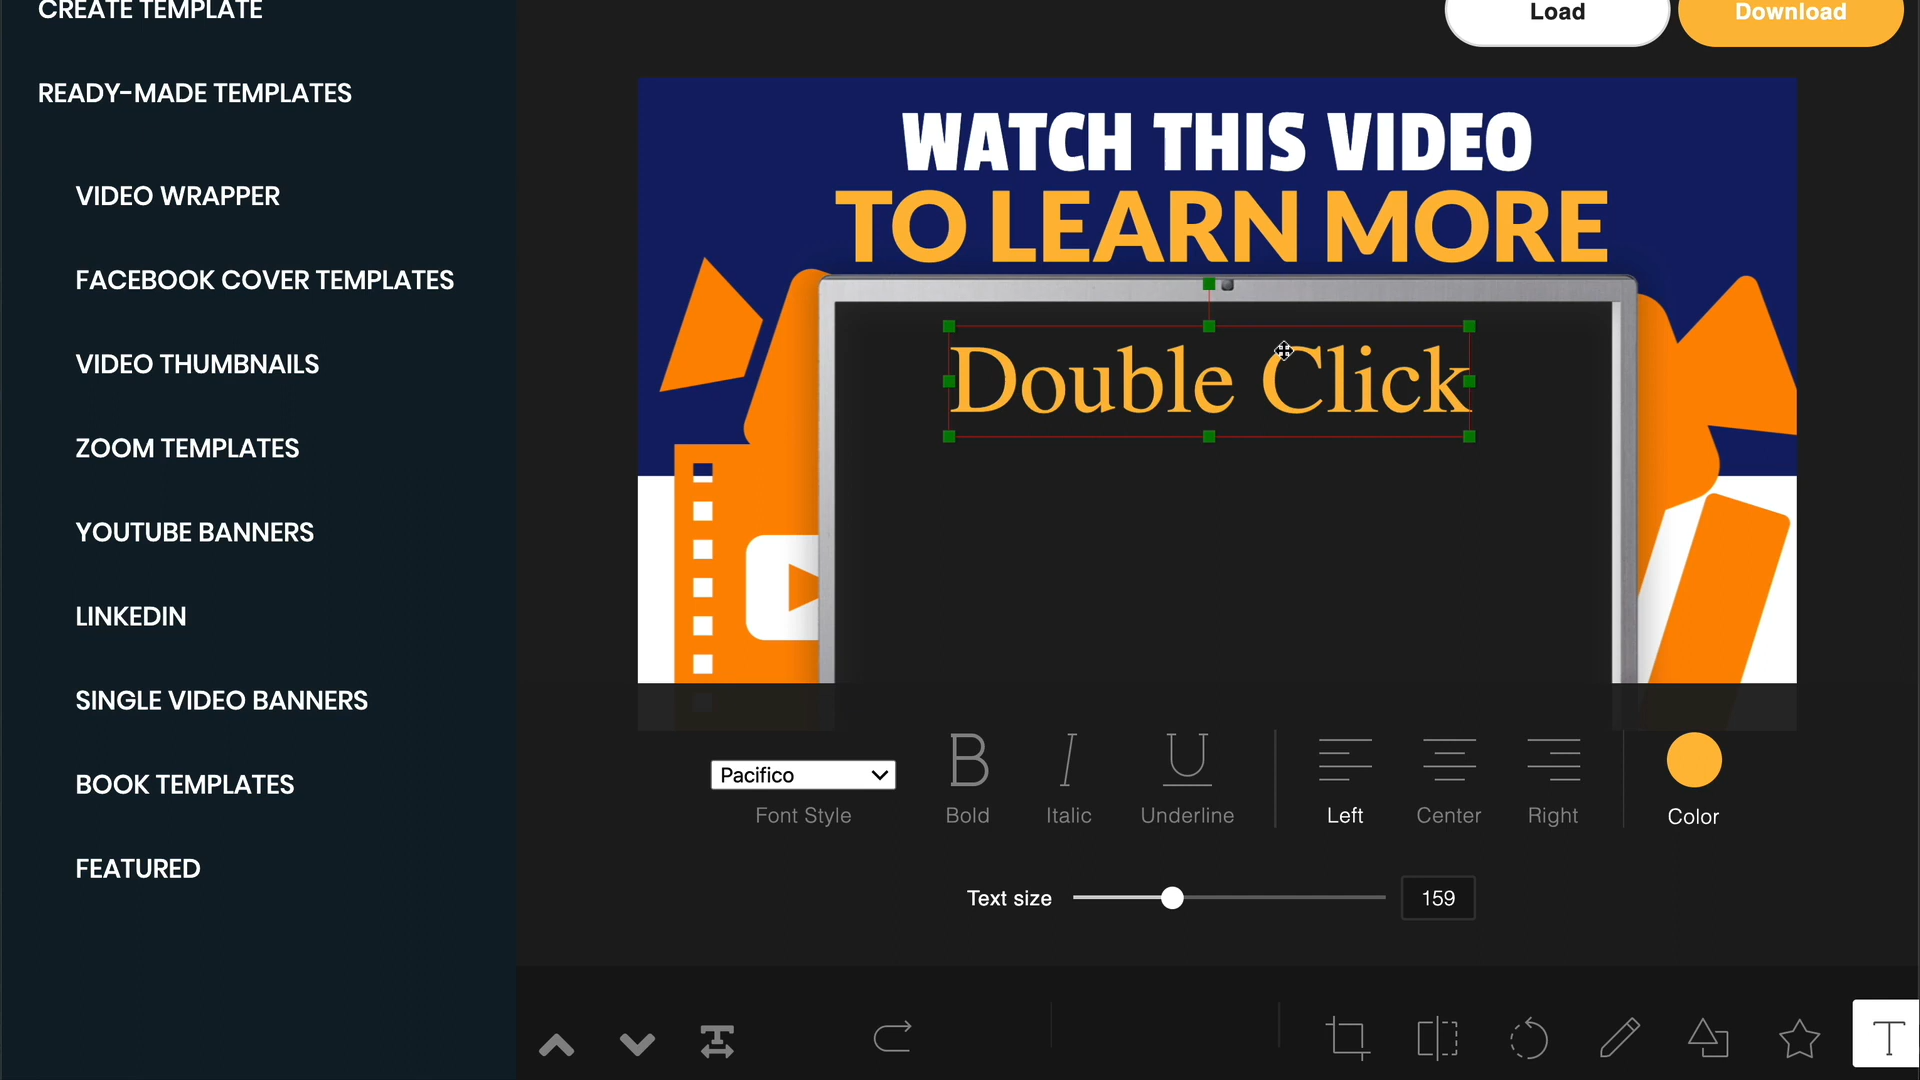 CREATE TEMPLATE
READY-MADE TEMPLATES
VIDEO WRAPPER
FACEBOOK COVER TEMPLATES
VIDEO THUMBNAILS
ZOOM TEMPLATES
YOUTUBE BANNERS
LINKEDIN
SINGLE VIDEO BANNERS
BOOK TEMPLATES
FEATURED
Load
Download
WATCH THIS VIDEO
TO LEARN MORE
Double Click
Pacifico
Font Style
Bold
Italic
Underline
Left
Center
Right
Color
Text size
159